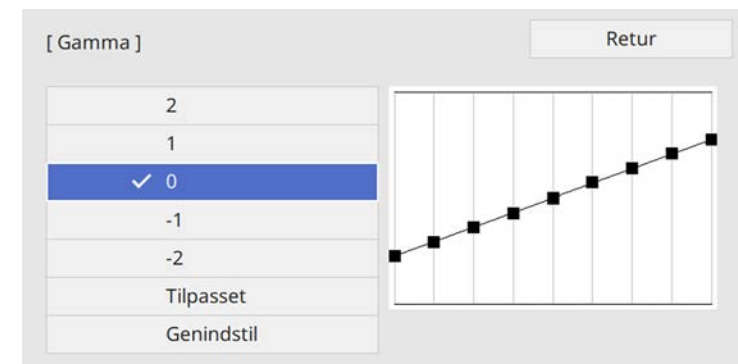 [ Gamma ]
Retur
2
1
0
-1
-2
Tilpasset
Genindstil